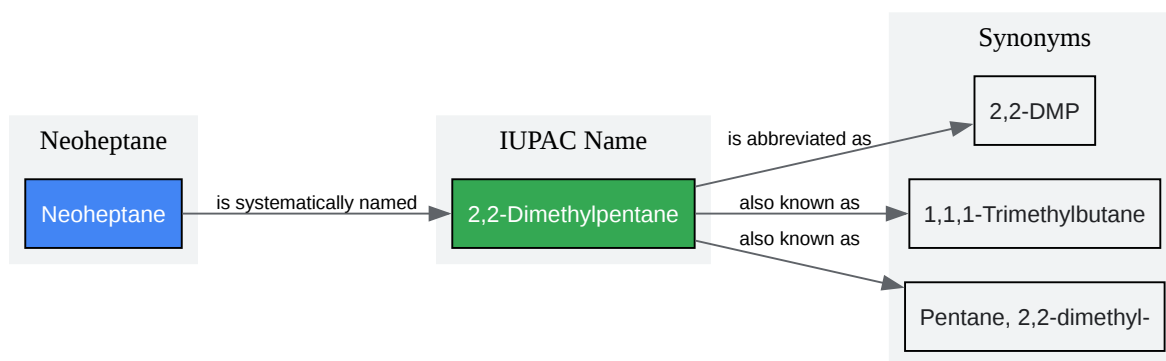 Synonyms
2,2-DMP
Neoheptane
IUPAC Name
is abbreviated as
Neoheptane
is systematically named
2,2-Dimethylpentane
also known as
1,1,1-Trimethylbutane
also known as
Pentane, 2,2-dimethyl-